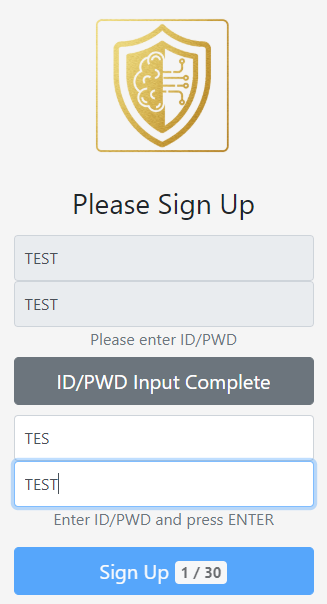 Please Sign Up
TEST
TEST
Please enter ID/PWD
ID/PWD Input Complete
TES
TEST
Enter ID/PWD and press ENTER
Sign Up 1 / 30